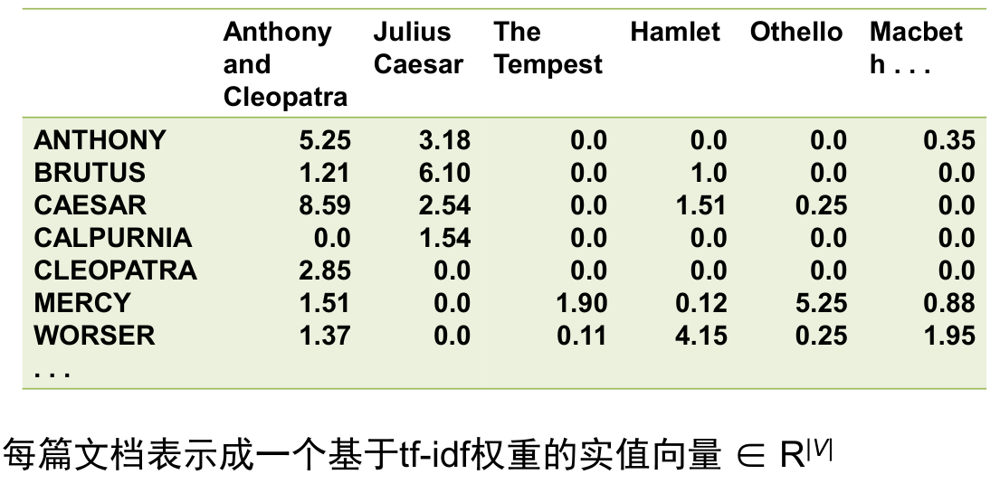 Anthony and Cleopatra Julius Caesar The Tempest Hamlet Othello Macbeth . . .
ANTHONY 5.25 3.18 0.0 0.0 0.0 0.35
BRUTUS 1.21 6.10 0.0 1.0 0.0 0.0
CAESAR 8.59 2.54 0.0 1.51 0.25 0.0
CALPURNIA 0.0 1.54 0.0 0.0 0.0 0.0
CLEOPATRA 2.85 0.0 0.0 0.0 0.0 0.0
MERCY 1.51 0.0 1.90 0.12 5.25 0.88
WORSER 1.37 0.0 0.11 4.15 0.25 1.95
. . .
每篇文档表示成一个基于tf-idf权重的实值向量 ∈ R|V|